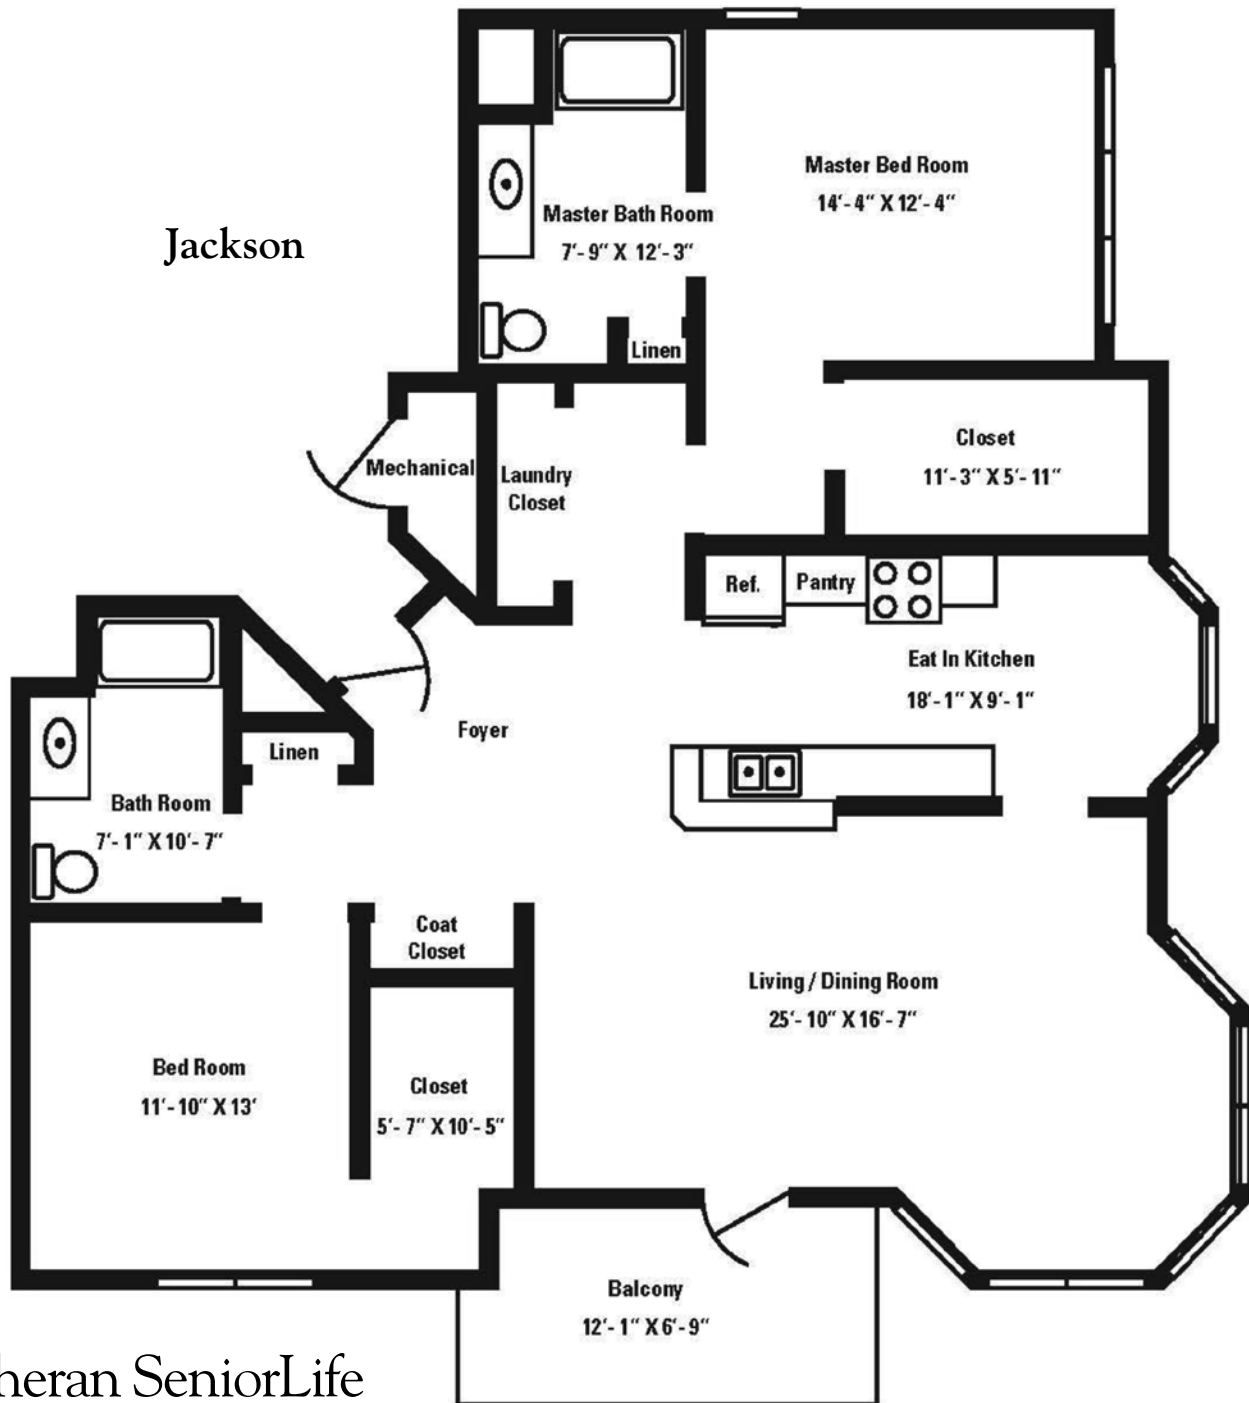 Master Bed Room
14'- 4" X 12'- 4"
Master Bath Room
7'- 9" X 12'- 3"
Jackson
Linen
Closet
11'- 3" X 5'- 11"
Mechanical
Laundry
Closet
Ref.
Pantry
Eat In Kitchen
18'- 1" X 9'- 1"
Foyer
Linen
Bath Room
7'- 1" X 10'- 7"
Coat
Closet
Living / Dining Room
25'- 10" X 16'- 7"
Bed Room
11'- 10" X 13'
Closet
5'- 7" X 10'- 5"
Balcony
12'- 1" X 6'- 9"
heran SeniorLife